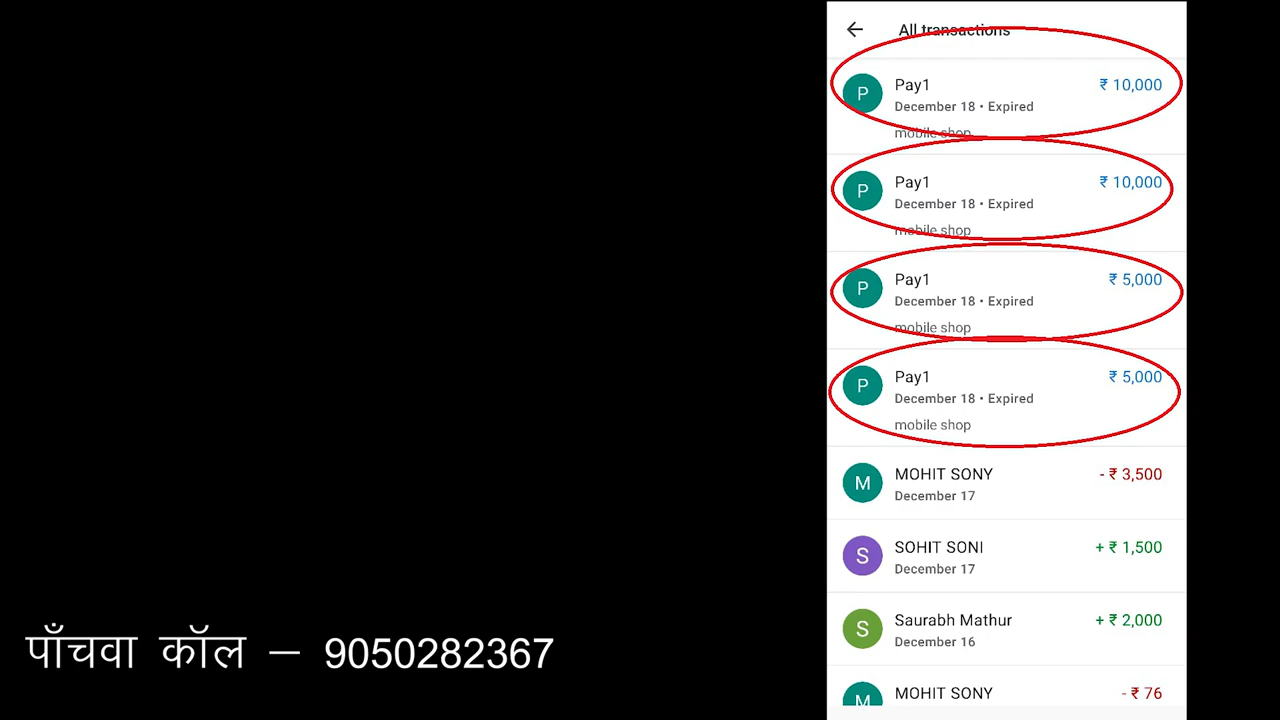 All transactions
P
Pay1
₹ 10,000
December 18 • Expired
mobile shop
P
Pay1
₹ 10,000
December 18 • Expired
mobile shop
P
Pay1
₹ 5,000
December 18 • Expired
mobile shop
P
Pay1
₹ 5,000
December 18 • Expired
mobile shop
M
MOHIT SONY
- ₹ 3,500
December 17
S
SOHIT SONI
+ ₹ 1,500
December 17
S
Saurabh Mathur
+ ₹ 2,000
December 16
M
MOHIT SONY
- ₹ 76
पाँचवा कॉल – 9050282367